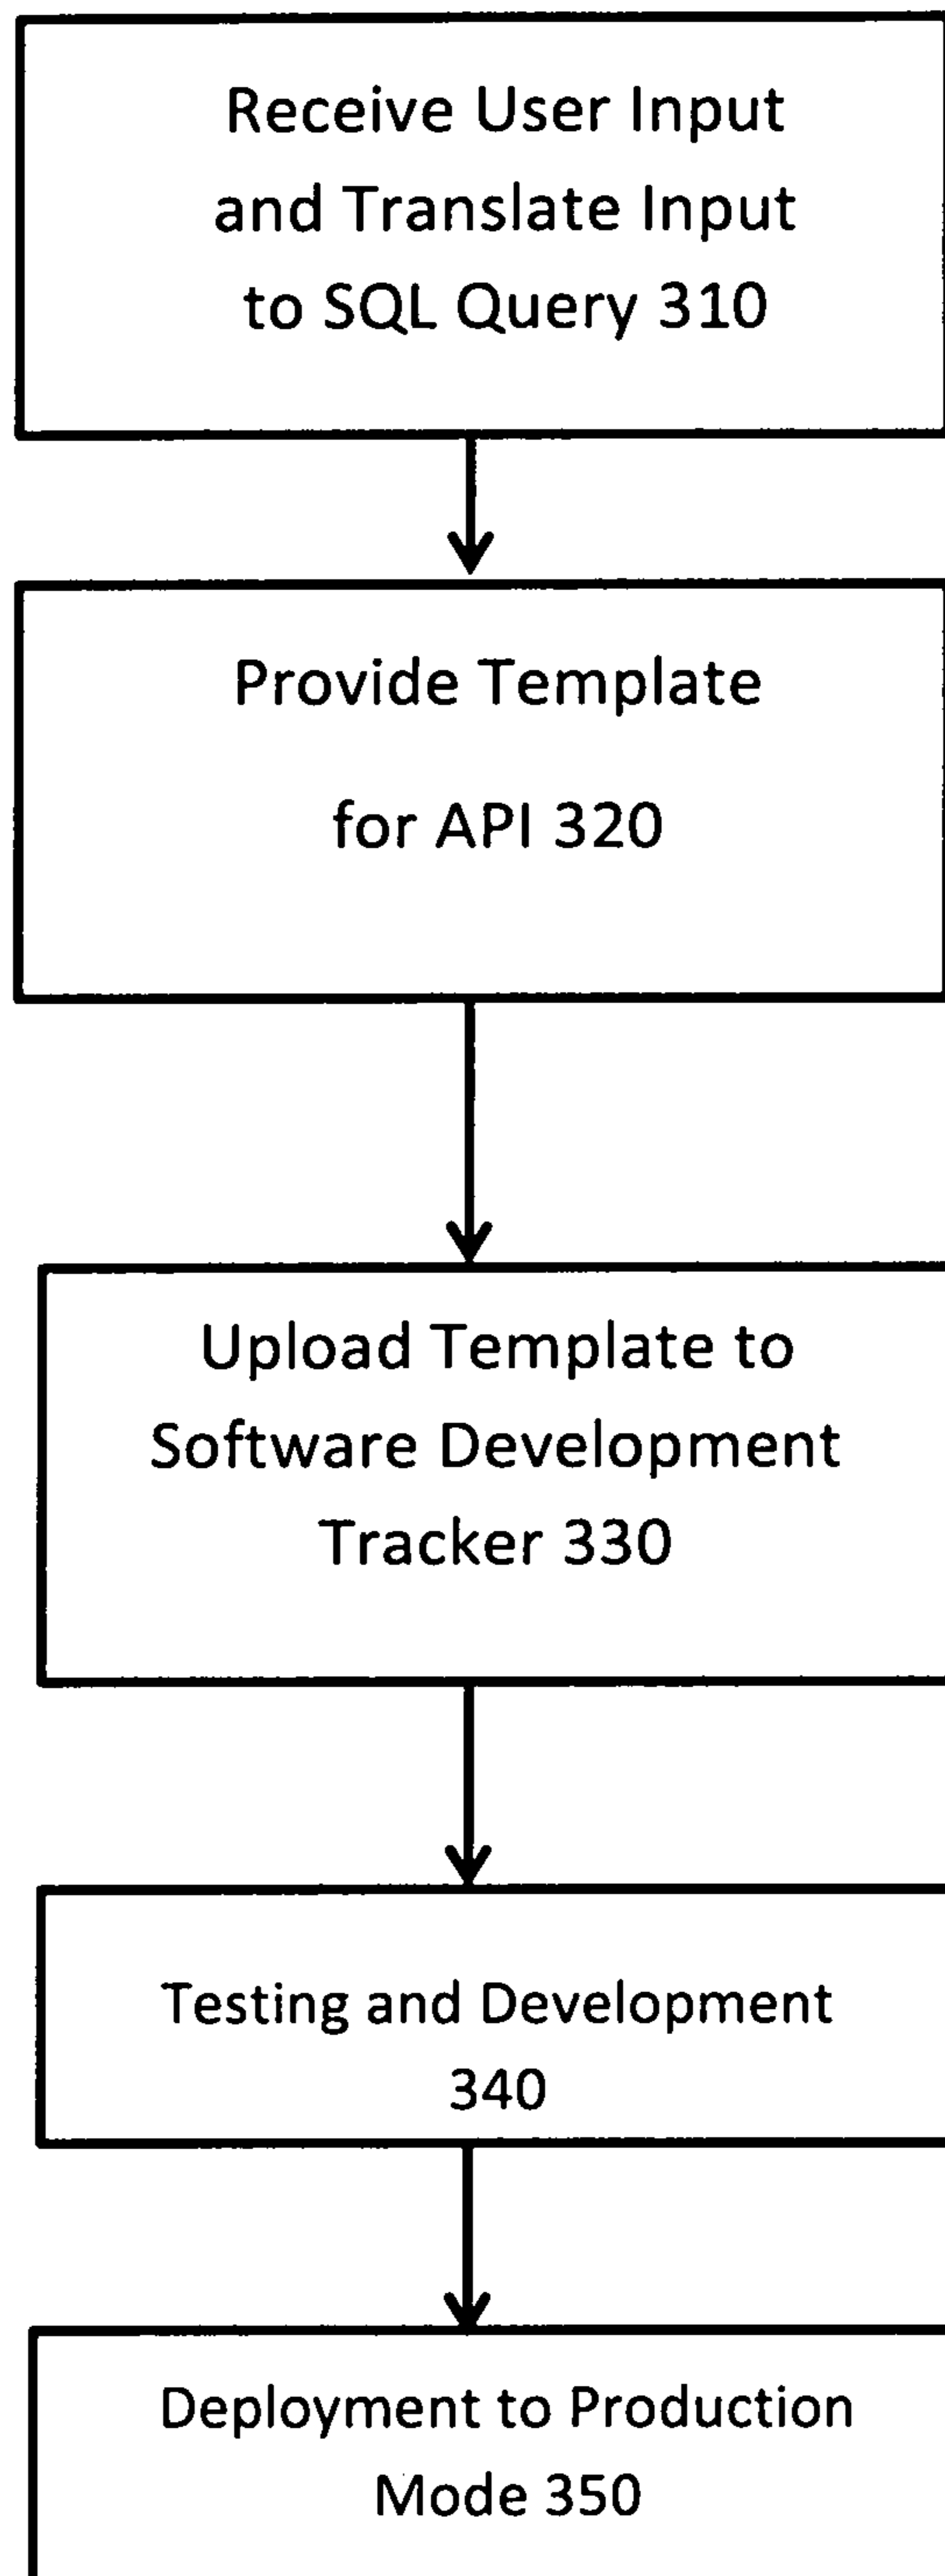 Receive User Input
and Translate Input
to SQL Query 310
Provide Template
for API 320
Upload Template to
Software Development
Tracker 330
Testing and Development
340
Deployment to Production
Mode 350